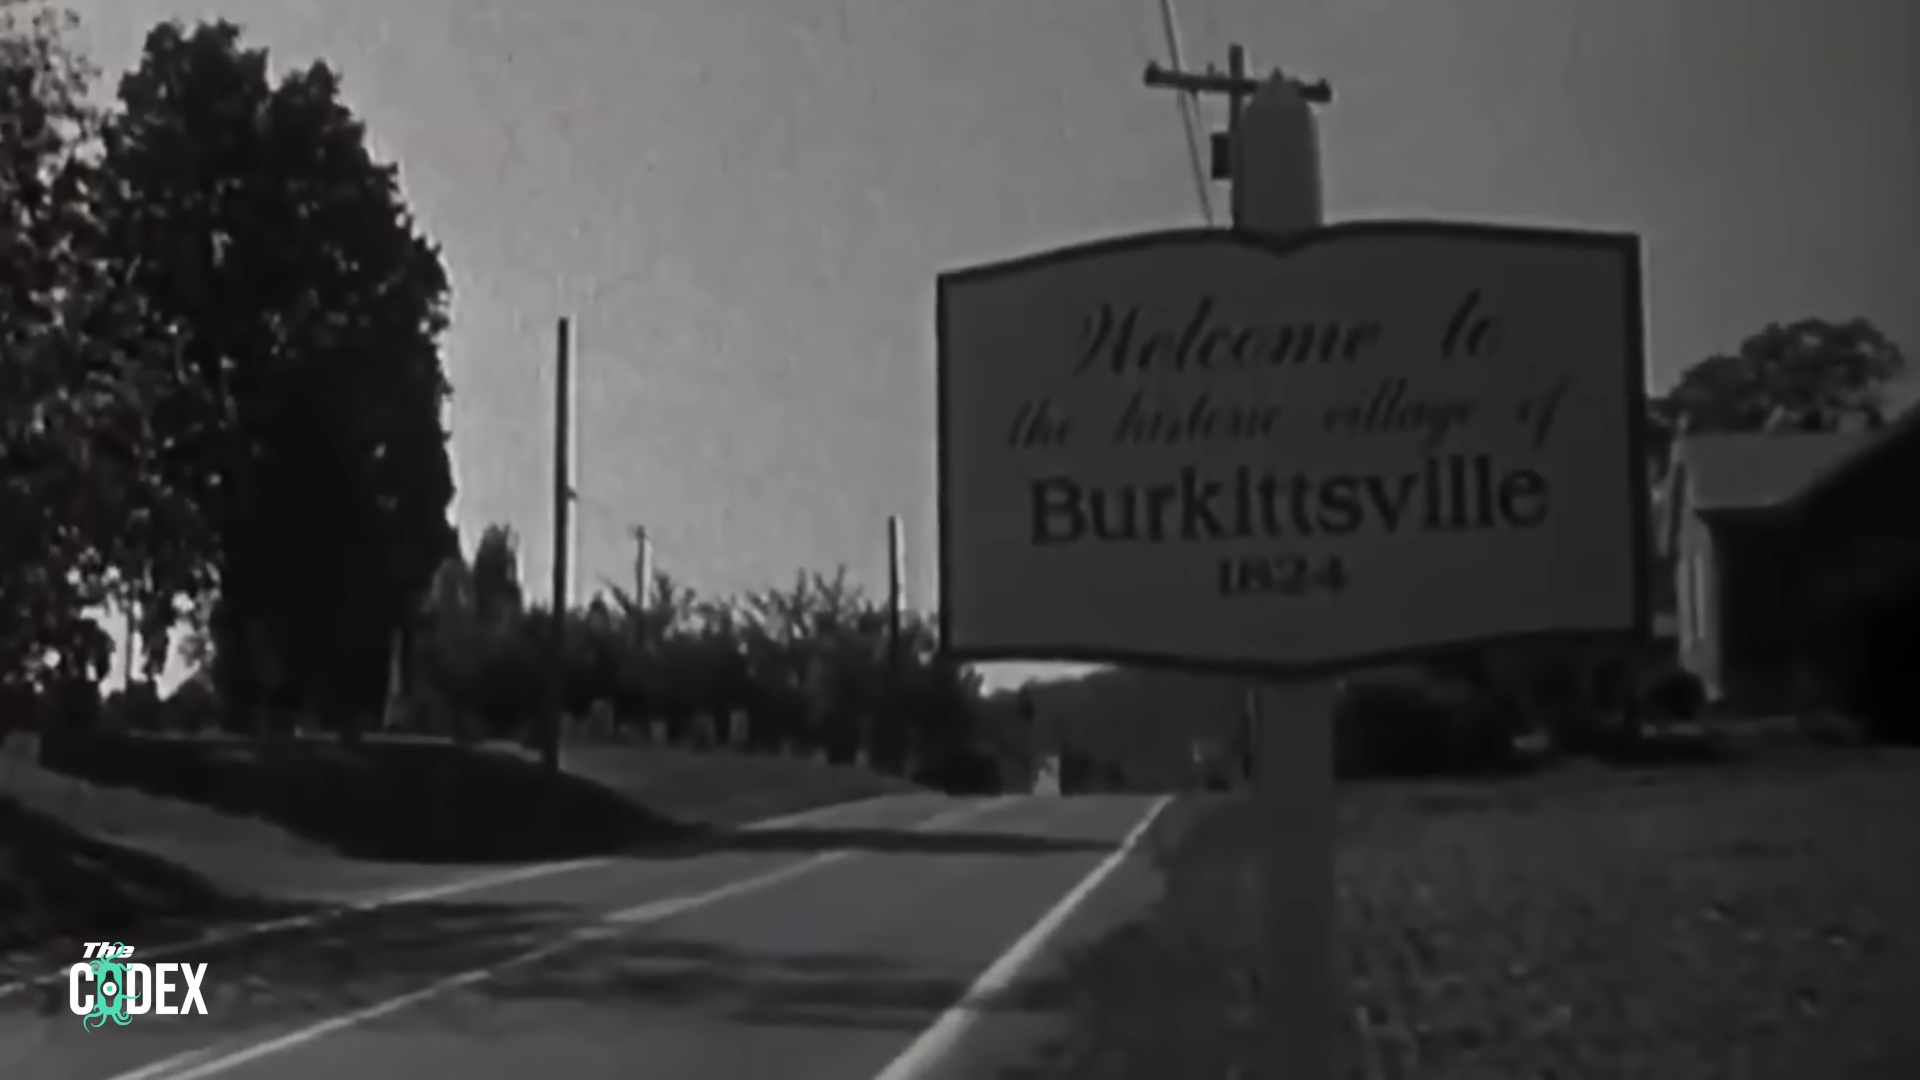 Welcome to
the historic village of
Burkittsville
1824
The
CODEX